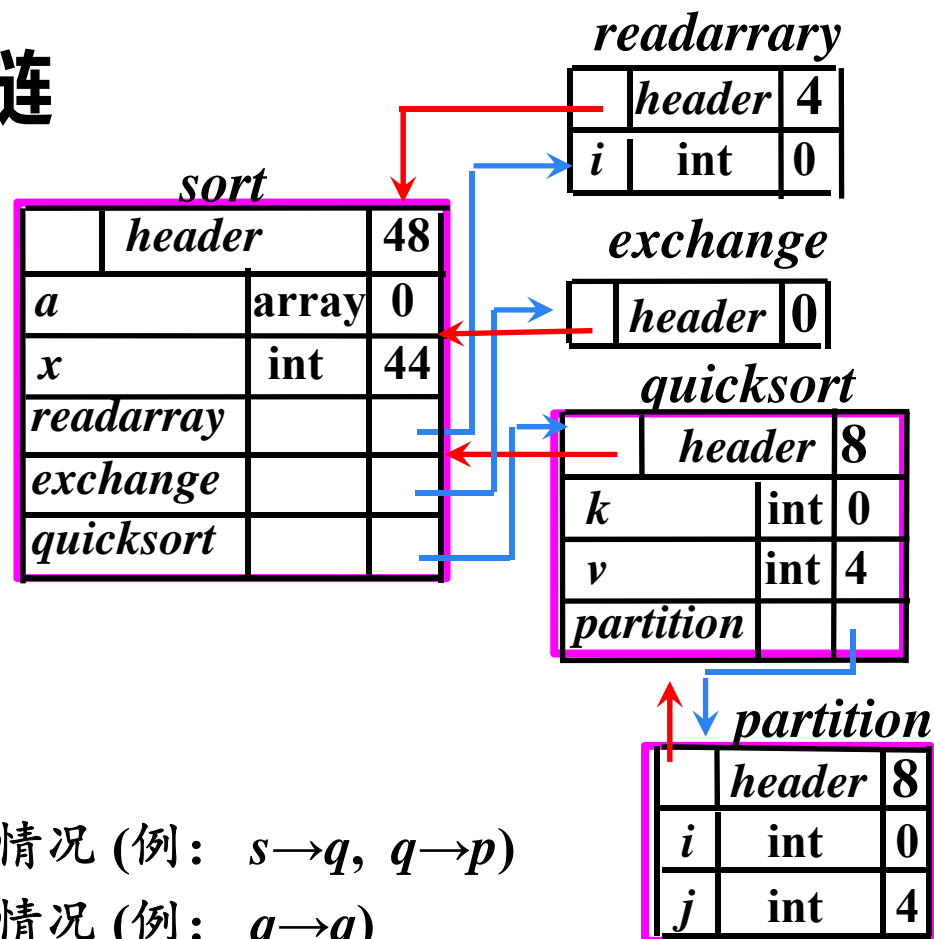 链
readarrary
header 4
i int 0
sort
header 48
a array 0
x int 44
readarray
exchange
quicksort
exchange
header 0
quicksort
header 8
k int 0
v int 4
partition
partition
header 8
i int 0
j int 4
情况 (例： s→q, q→p)
情况 (例： q→q)